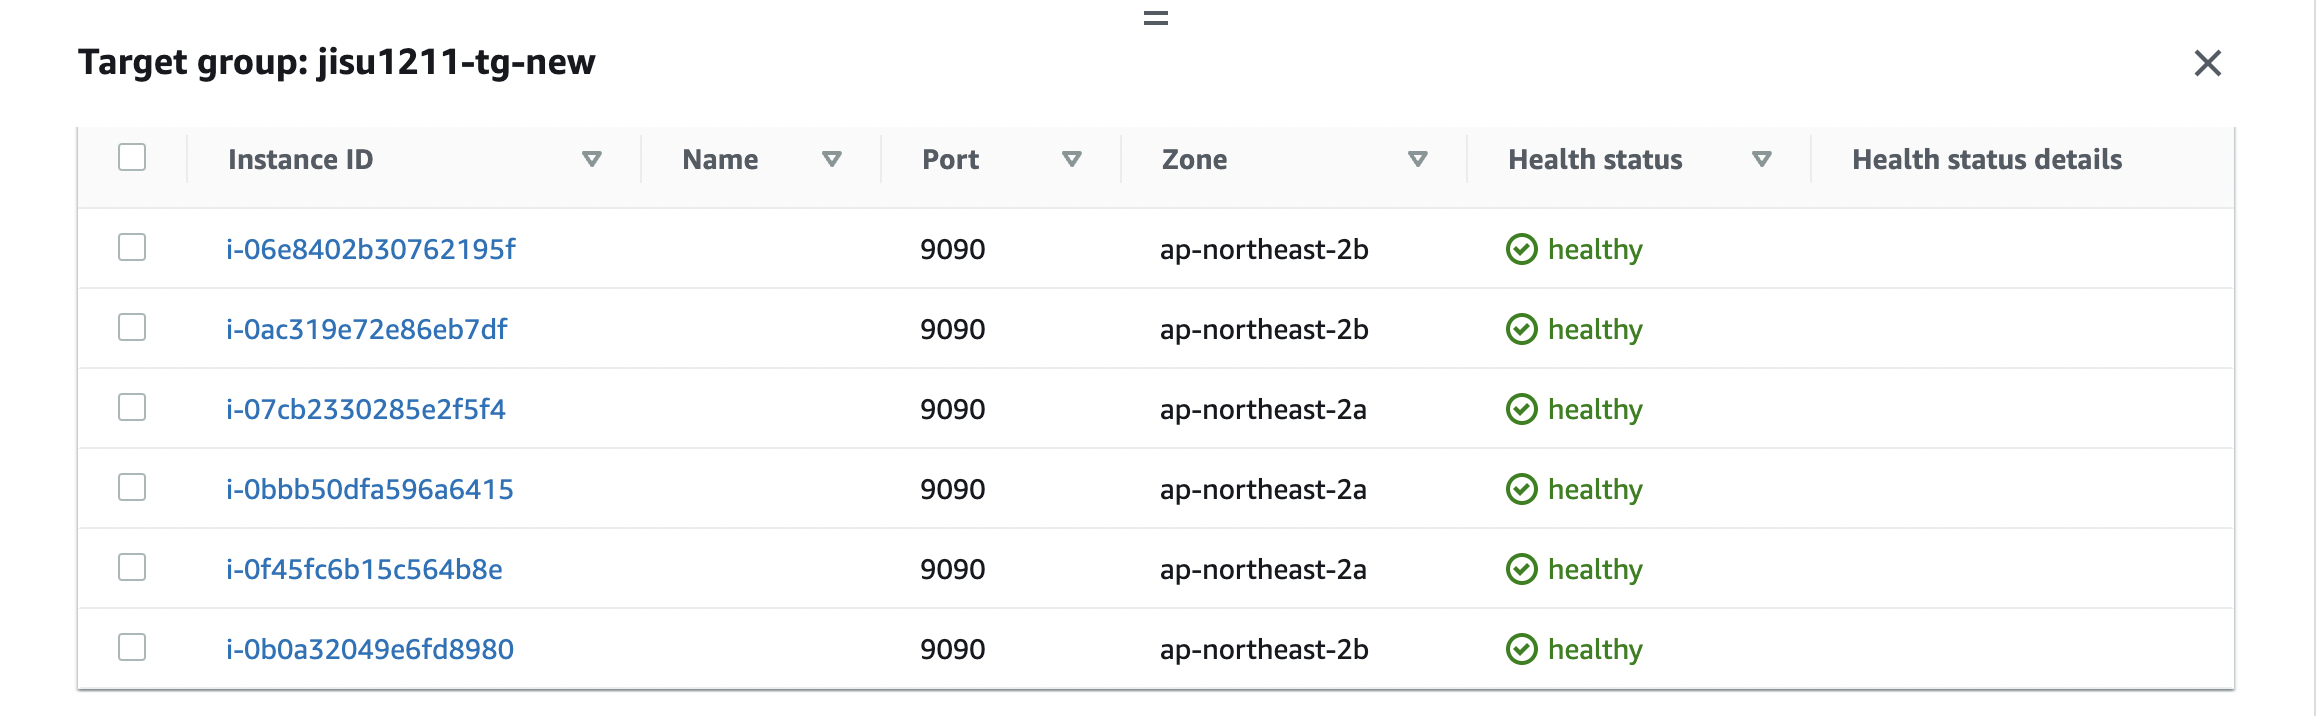 Target group: jisu1211-tg-new
Instance ID Name Port Zone Health status Health status details
i-06e8402b30762195f 9090 ap-northeast-2b healthy
i-0ac319e72e86eb7df 9090 ap-northeast-2b healthy
i-07cb2330285e2f5f4 9090 ap-northeast-2a healthy
i-0bbb50dfa596a6415 9090 ap-northeast-2a healthy
i-0f45fc6b15c564b8e 9090 ap-northeast-2a healthy
i-0b0a32049e6fd8980 9090 ap-northeast-2b healthy